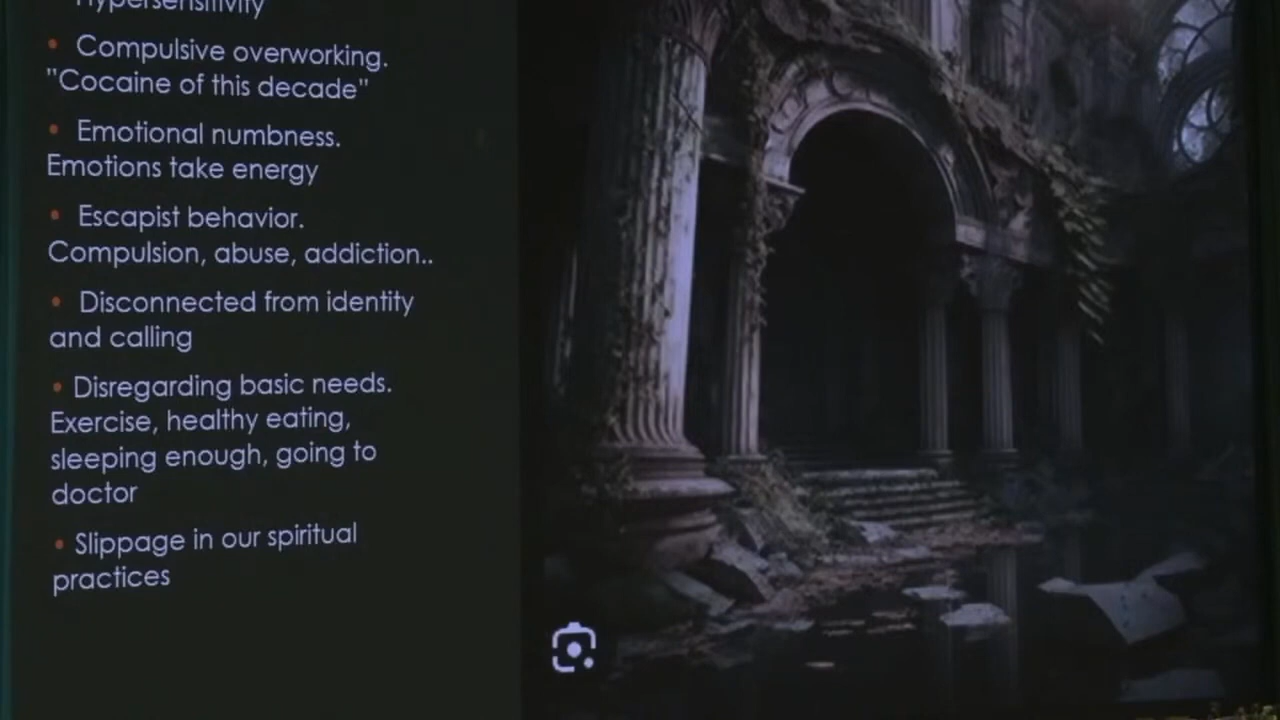 Hypersensitivity
• Compulsive overworking.
"Cocaine of this decade"
• Emotional numbness.
Emotions take energy
• Escapist behavior.
Compulsion, abuse, addiction..
• Disconnected from identity
and calling
• Disregarding basic needs.
Exercise, healthy eating,
sleeping enough, going to
doctor
• Slippage in our spiritual
practices